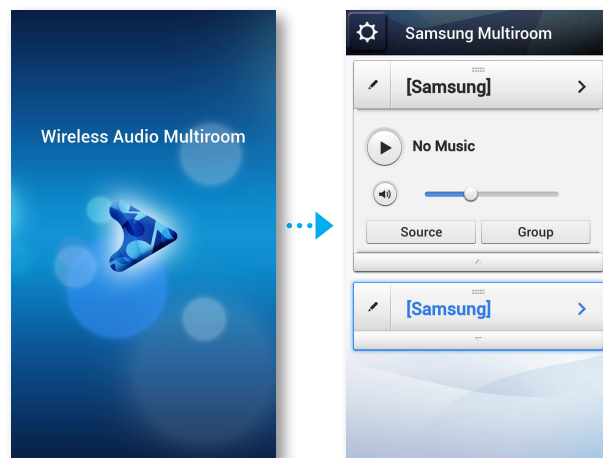 Wireless Audio Multiroom
Samsung Multiroom
[Samsung]
No Music
Source
Group
[Samsung]